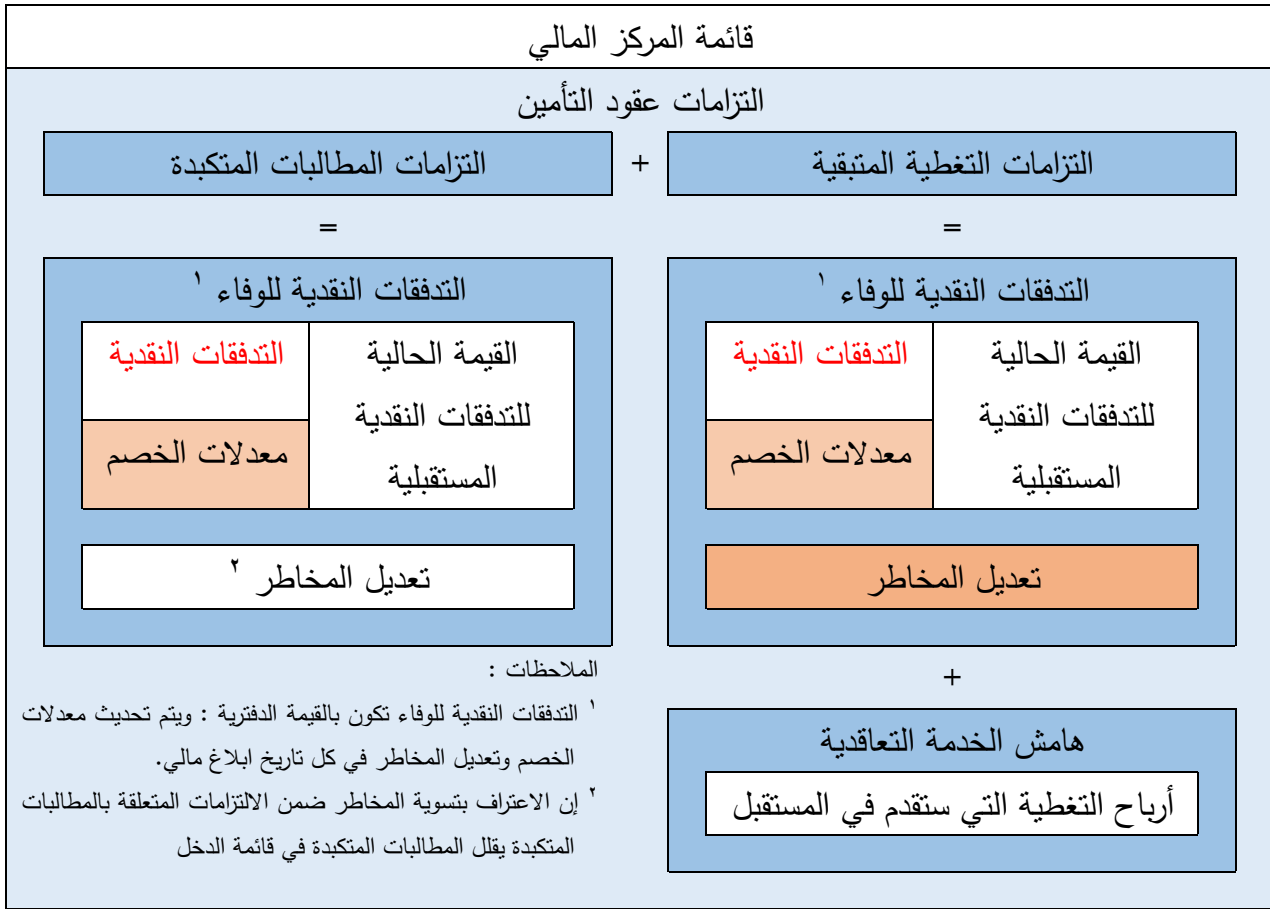 قائمة المركز المالي
التزامات عقود التأمين
التزامات التغطية المتبقية
+
التزامات المطالبات المتكبدة
=
=
التدفقات النقدية للوفاء ١
القيمة الحالية
للتدفقات النقدية
المستقبلية
التدفقات النقدية
معدلات الخصم
تعديل المخاطر
التدفقات النقدية للوفاء ١
القيمة الحالية
للتدفقات النقدية
المستقبلية
التدفقات النقدية
معدلات الخصم
تعديل المخاطر ٢
+
هامش الخدمة التعاقدية
أرباح التغطية التي ستقدم في المستقبل
الملاحظات :
١ التدفقات النقدية للوفاء تكون بالقيمة الدفترية : ويتم تحديث معدلات
الخصم وتعديل المخاطر في كل تاريخ ابلاغ مالي.
٢ إن الاعتراف بتسوية المخاطر ضمن الالتزامات المتعلقة بالمطالبات
المتكبدة يقلل المطالبات المتكبدة في قائمة الدخل